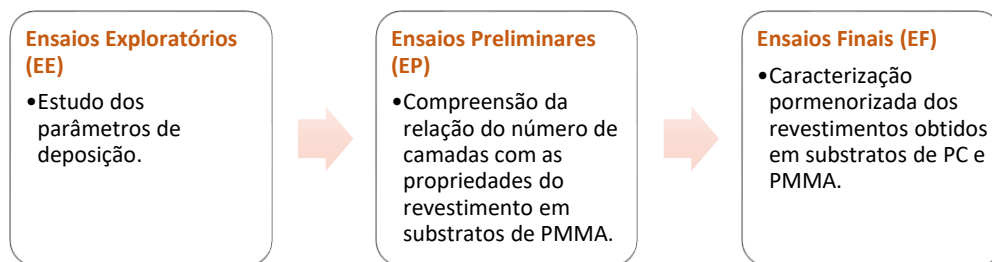 Ensaios Exploratórios
(EE)
•Estudo dos
parâmetros de
deposição.
Ensaios Preliminares
(EP)
•Compreensão da
relação do número de
camadas com as
propriedades do
revestimento em
substratos de PMMA.
Ensaios Finais (EF)
•Caracterização
pormenorizada dos
revestimentos obtidos
em substratos de PC e
PMMA.